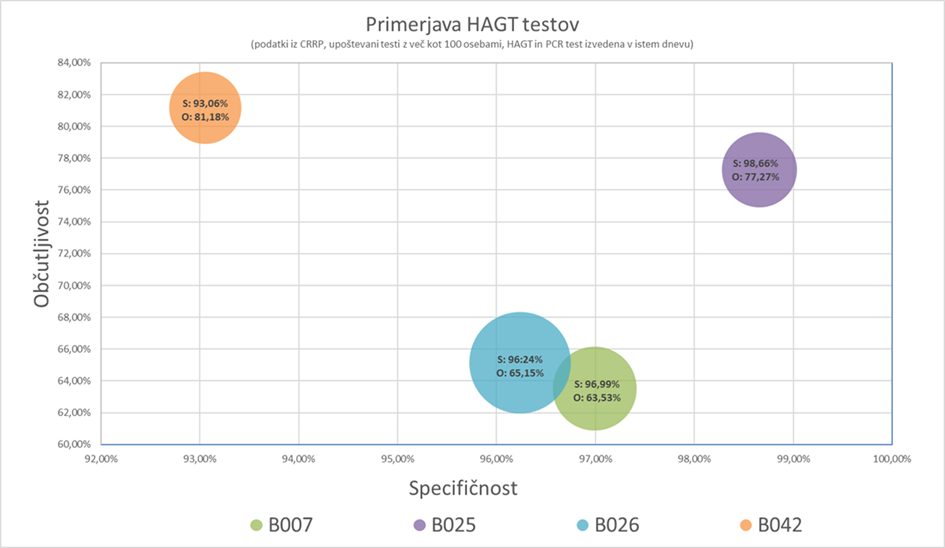 Primerjava HAGT testov
(podatki iz CRRP, upoštevani testi z več kot 100 osebami, HAGT in PCR test izvedena v istem dnevu)
Občutljivost
84,00%
82,00%
80,00%
78,00%
76,00%
74,00%
72,00%
70,00%
68,00%
66,00%
64,00%
62,00%
60,00%
S: 93,06%
O: 81,18%
S: 98,66%
O: 77,27%
S: 96:24%
O: 65,15%
S: 96,99%
O: 63,53%
92,00% 93,00% 94,00% 95,00% 96,00% 97,00% 98,00% 99,00% 100,00%
Specifičnost
B007 B025 B026 B042